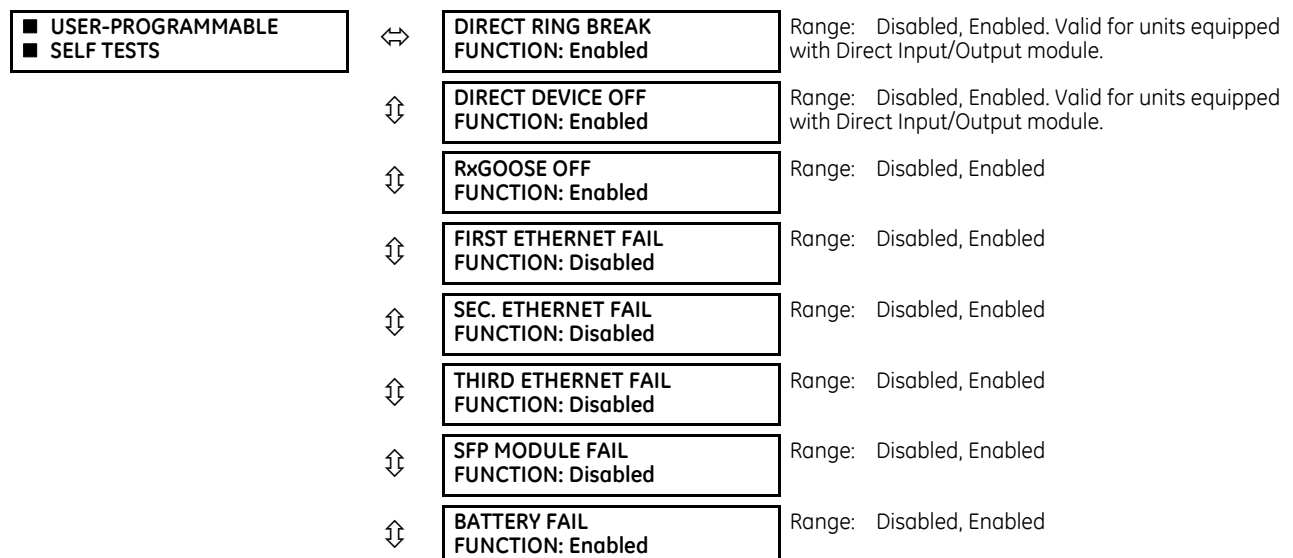 ■ USER-PROGRAMMABLE
■ SELF TESTS
DIRECT RING BREAK
FUNCTION: Enabled
Range: Disabled, Enabled. Valid for units equipped
with Direct Input/Output module.
DIRECT DEVICE OFF
FUNCTION: Enabled
Range: Disabled, Enabled. Valid for units equipped
with Direct Input/Output module.
RxGOOSE OFF
FUNCTION: Enabled
Range: Disabled, Enabled
FIRST ETHERNET FAIL
FUNCTION: Disabled
Range: Disabled, Enabled
SEC. ETHERNET FAIL
FUNCTION: Disabled
Range: Disabled, Enabled
THIRD ETHERNET FAIL
FUNCTION: Disabled
Range: Disabled, Enabled
SFP MODULE FAIL
FUNCTION: Disabled
Range: Disabled, Enabled
BATTERY FAIL
FUNCTION: Enabled
Range: Disabled, Enabled